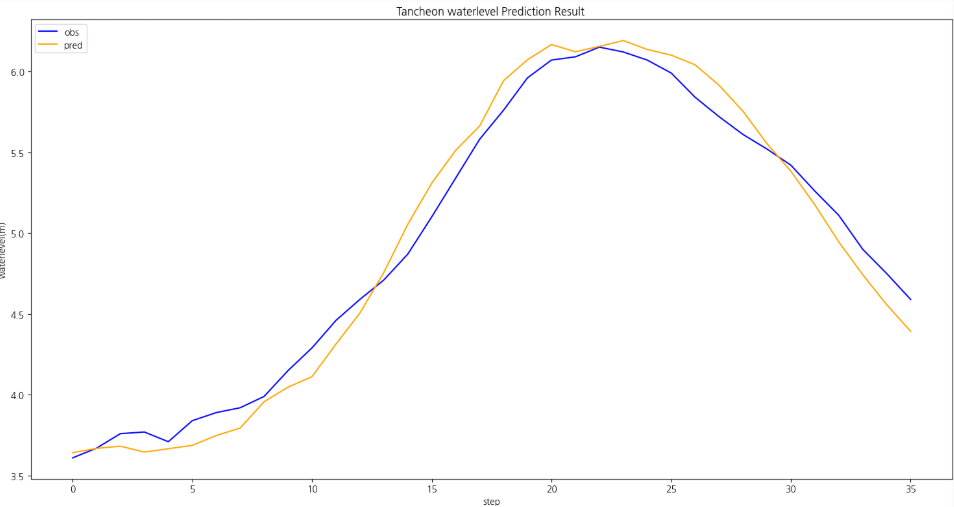 Tancheon waterlevel Prediction Result
obs
pred
6.0
5.5
5.0
4.5
4.0
3.5
waterlevel(m)
0 5 10 15 20 25 30 35
step